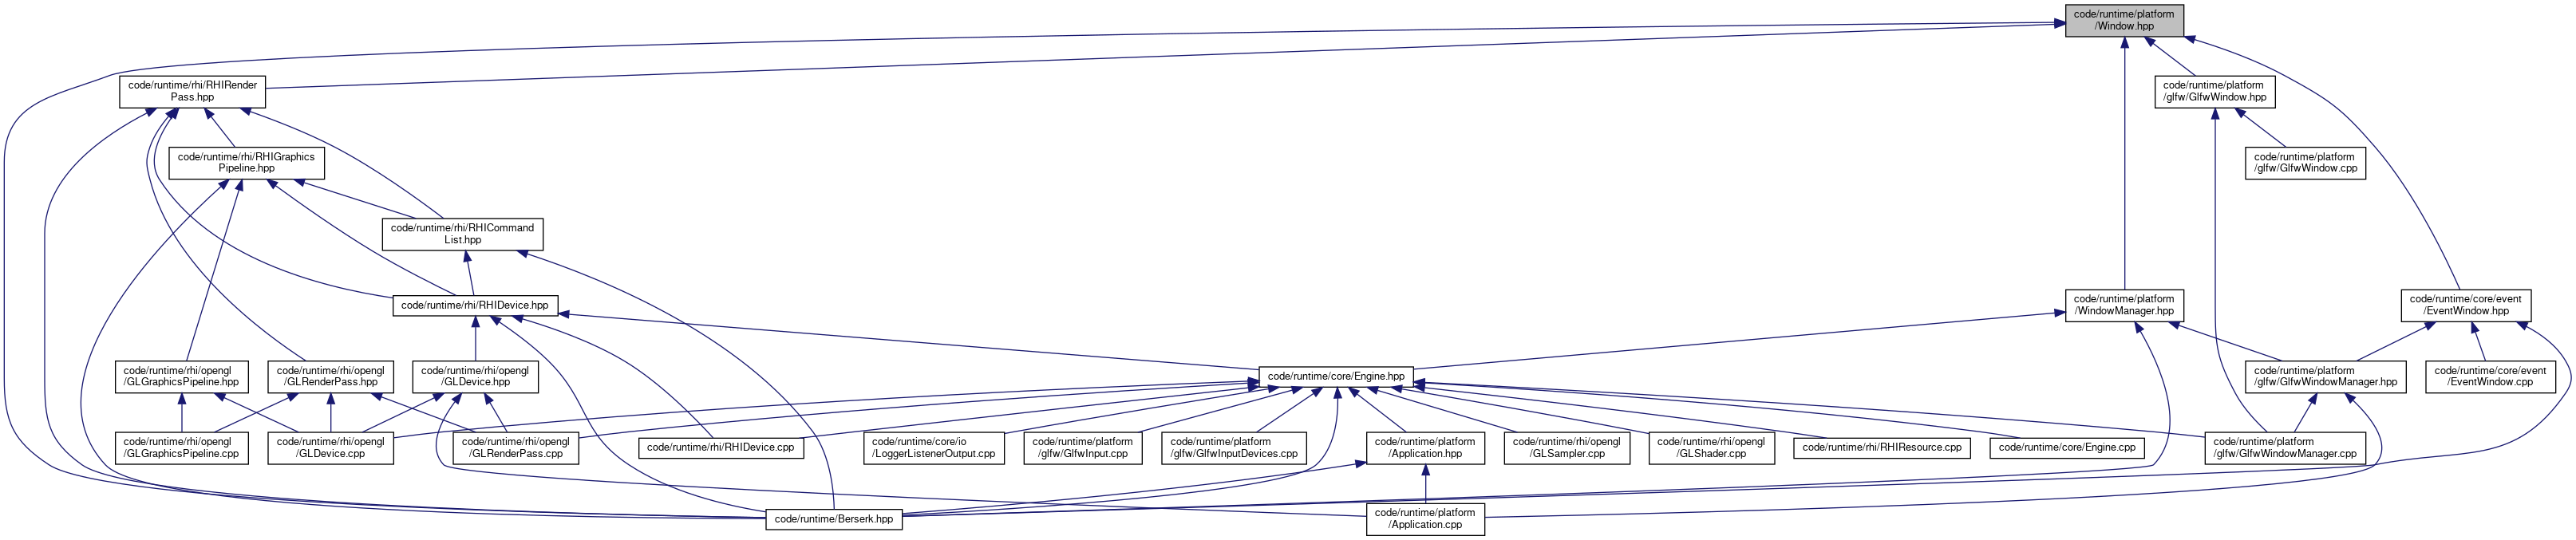 code/runtime/platform
/Window.hpp
code/runtime/rhi/RHIRender
Pass.hpp
code/runtime/platform
/glfw/GlfwWindow.hpp
code/runtime/rhi/RHIGraphics
Pipeline.hpp
code/runtime/platform
/glfw/GlfwWindow.cpp
code/runtime/rhi/RHICommand
List.hpp
code/runtime/rhi/RHIDevice.hpp
code/runtime/platform
/WindowManager.hpp
code/runtime/core/event
/EventWindow.hpp
code/runtime/rhi/opengl
/GLGraphicsPipeline.hpp
code/runtime/rhi/opengl
/GLRenderPass.hpp
code/runtime/rhi/opengl
/GLDevice.hpp
code/runtime/core/Engine.hpp
code/runtime/platform
/glfw/GlfwWindowManager.hpp
code/runtime/core/event
/EventWindow.cpp
code/runtime/rhi/opengl
/GLGraphicsPipeline.cpp
code/runtime/rhi/opengl
/GLDevice.cpp
code/runtime/rhi/opengl
/GLRenderPass.cpp
code/runtime/rhi/RHIDevice.cpp
code/runtime/core/io
/LoggerListenerOutput.cpp
code/runtime/platform
/glfw/GlfwInput.cpp
code/runtime/platform
/glfw/GlfwInputDevices.cpp
code/runtime/platform
/Application.hpp
code/runtime/rhi/opengl
/GLSampler.cpp
code/runtime/rhi/opengl
/GLShader.cpp
code/runtime/rhi/RHIResource.cpp
code/runtime/core/Engine.cpp
code/runtime/platform
/glfw/GlfwWindowManager.cpp
code/runtime/Berserk.hpp
code/runtime/platform
/Application.cpp